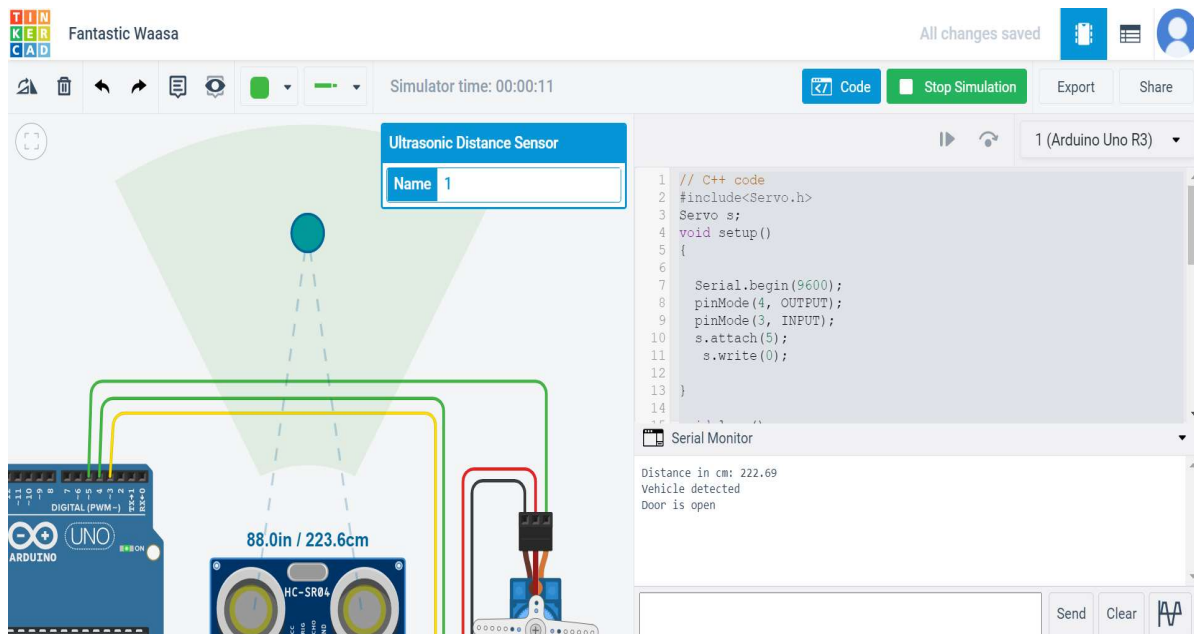 TIN
KER
CAD
Fantastic Waasa
All changes saved
Simulator time: 00:00:11
Code
Stop Simulation
Export
Share
Ultrasonic Distance Sensor
Name 1
1 (Arduino Uno R3)
1 // C++ code
2 #include<Servo.h>
3 Servo s;
4 void setup()
5 {
6
7 Serial.begin(9600);
8 pinMode(4, OUTPUT);
9 pinMode(3, INPUT);
10 s.attach(5);
11 s.write(0);
12
13 }
14
Serial Monitor
Distance in cm: 222.69
Vehicle detected
Door is open
88.0in / 223.6cm
HC-SR04
DIGITAL (PWM~)
UNO
ON
ARDUINO
Send
Clear